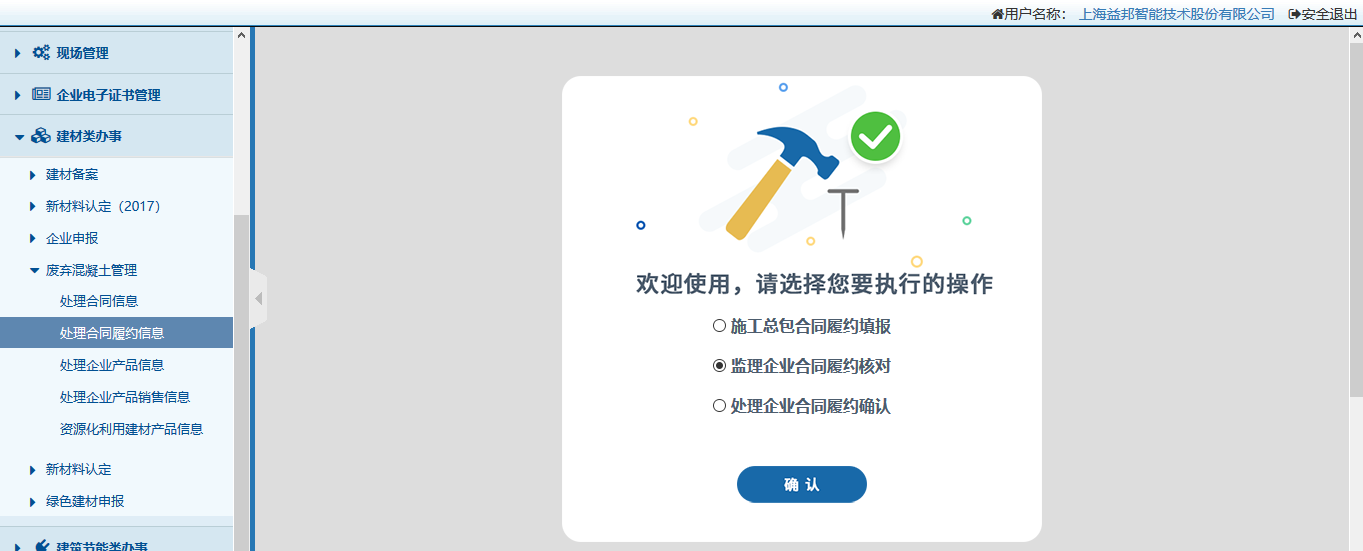 用户名称： 上海益邦智能技术股份有限公司 安全退出
现场管理
企业电子证书管理
建材类办事
建材备案
新材料认定（2017）
企业申报
废弃混凝土管理
处理合同信息
处理合同履约信息
处理企业产品信息
处理企业产品销售信息
资源化利用建材产品信息
新材料认定
绿色建材申报
建筑节能类办事
欢迎使用，请选择您要执行的操作
施工总包合同履约填报
监理企业合同履约核对
处理企业合同履约确认
确 认